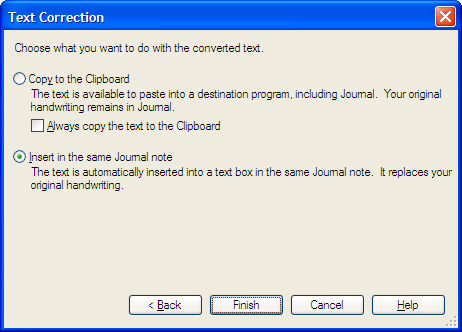 Text Correction
Choose what you want to do with the converted text.
Copy to the Clipboard
The text is available to paste into a destination program, including Journal.  Your original
handwriting remains in Journal.
Always copy the text to the Clipboard
Insert in the same Journal note
The text is automatically inserted into a text box in the same Journal note.  It replaces your
original handwriting.
< Back Finish Cancel Help